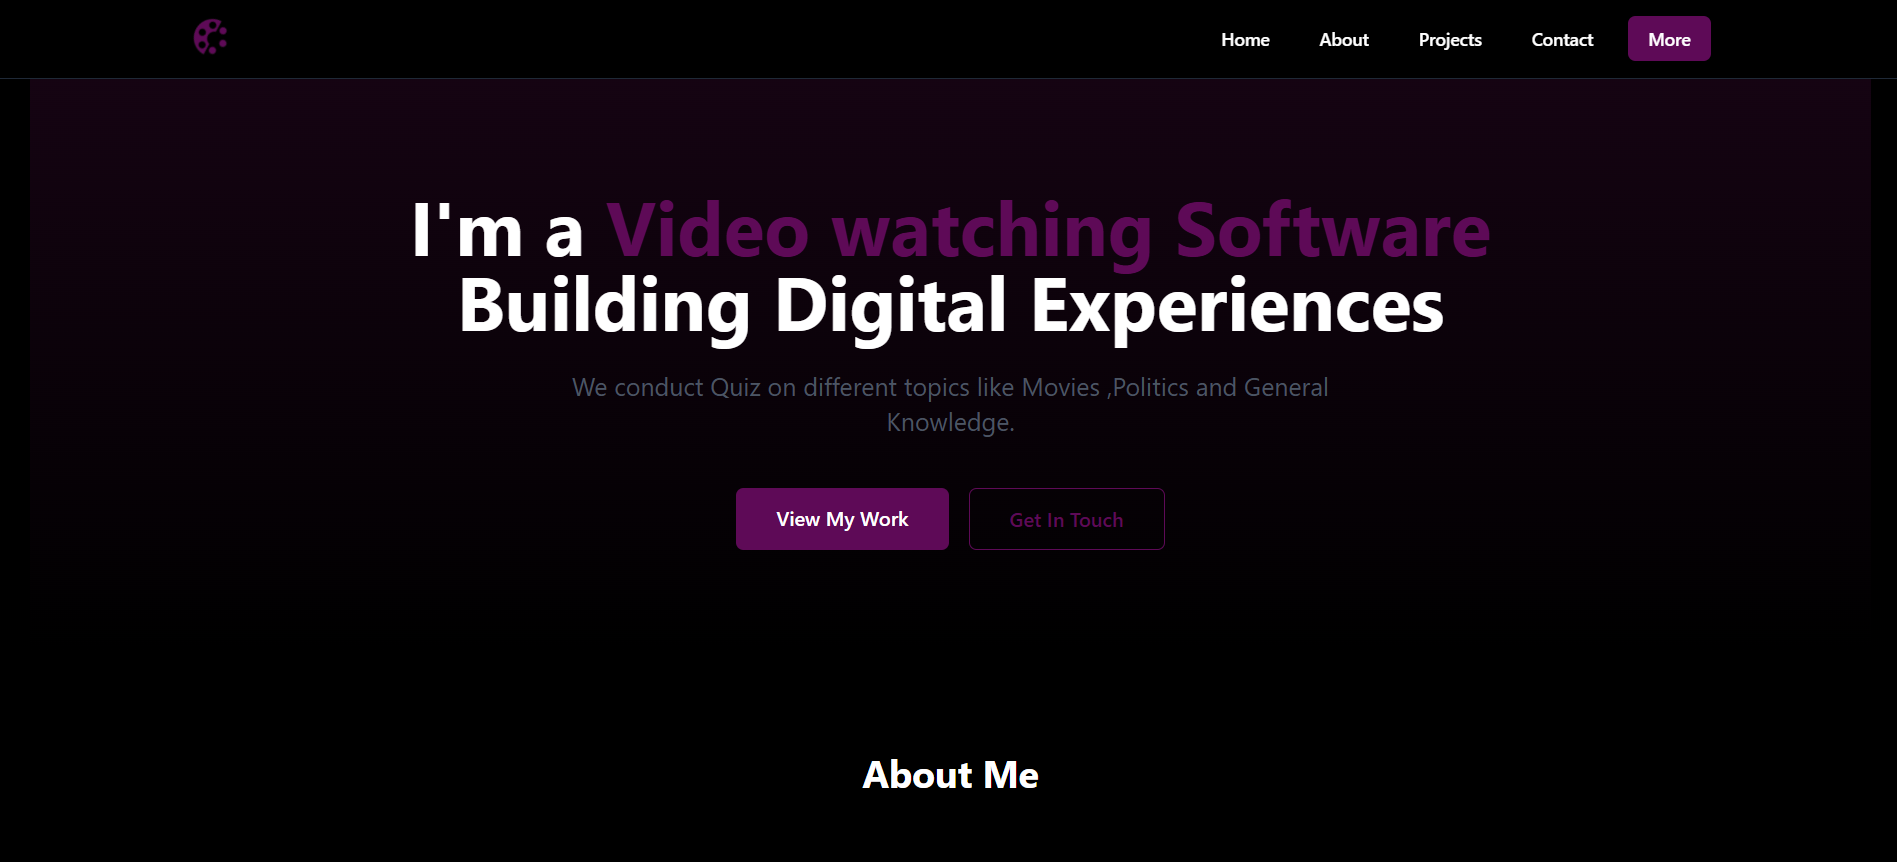 Home About Projects Contact More
I'm a Video watching Software
Building Digital Experiences
We conduct Quiz on different topics like Movies ,Politics and General
Knowledge.
View My Work Get In Touch
About Me